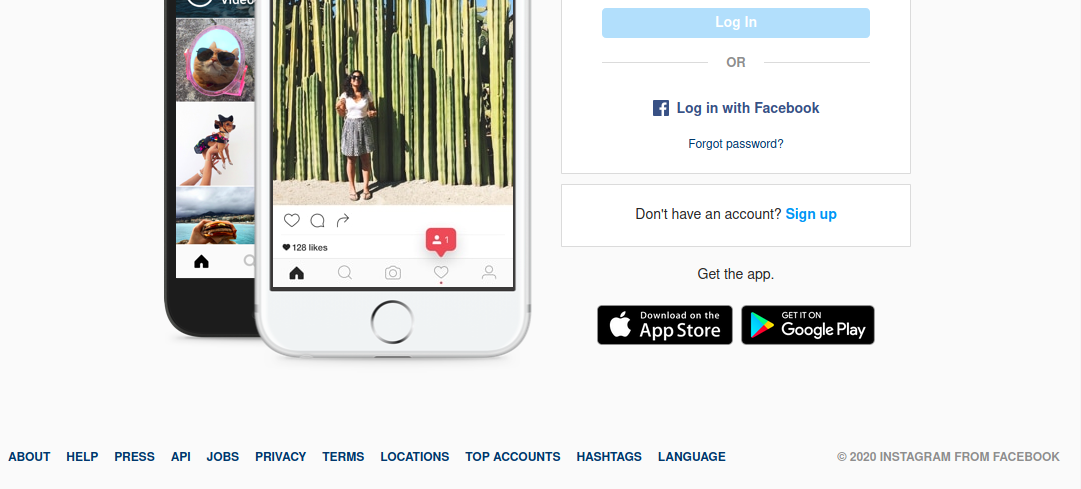 Video
Log In
OR
Log in with Facebook
Forgot password?
Don't have an account? Sign up
Get the app.
Download on the
App Store
GET IT ON
Google Play
128 likes
1
ABOUT HELP PRESS API JOBS PRIVACY TERMS LOCATIONS TOP ACCOUNTS HASHTAGS LANGUAGE
© 2020 INSTAGRAM FROM FACEBOOK